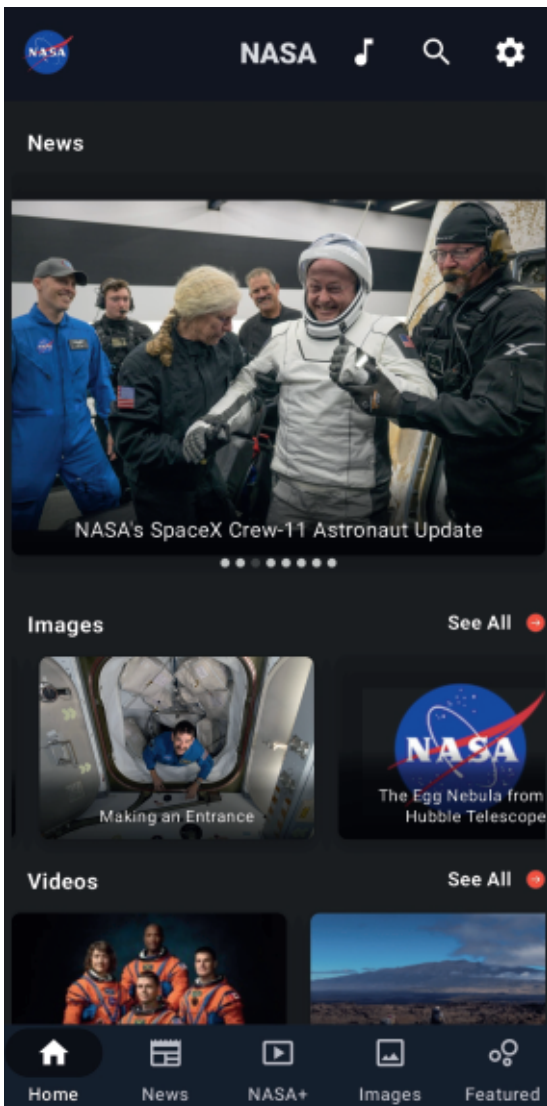 NASA
NASA
News
NASA's SpaceX Crew-11 Astronaut Update
Images
See All
Making an Entrance
NASA
The Egg Nebula from
Hubble Telescope
Videos
See All
Home
News
NASA+
Images
Featured